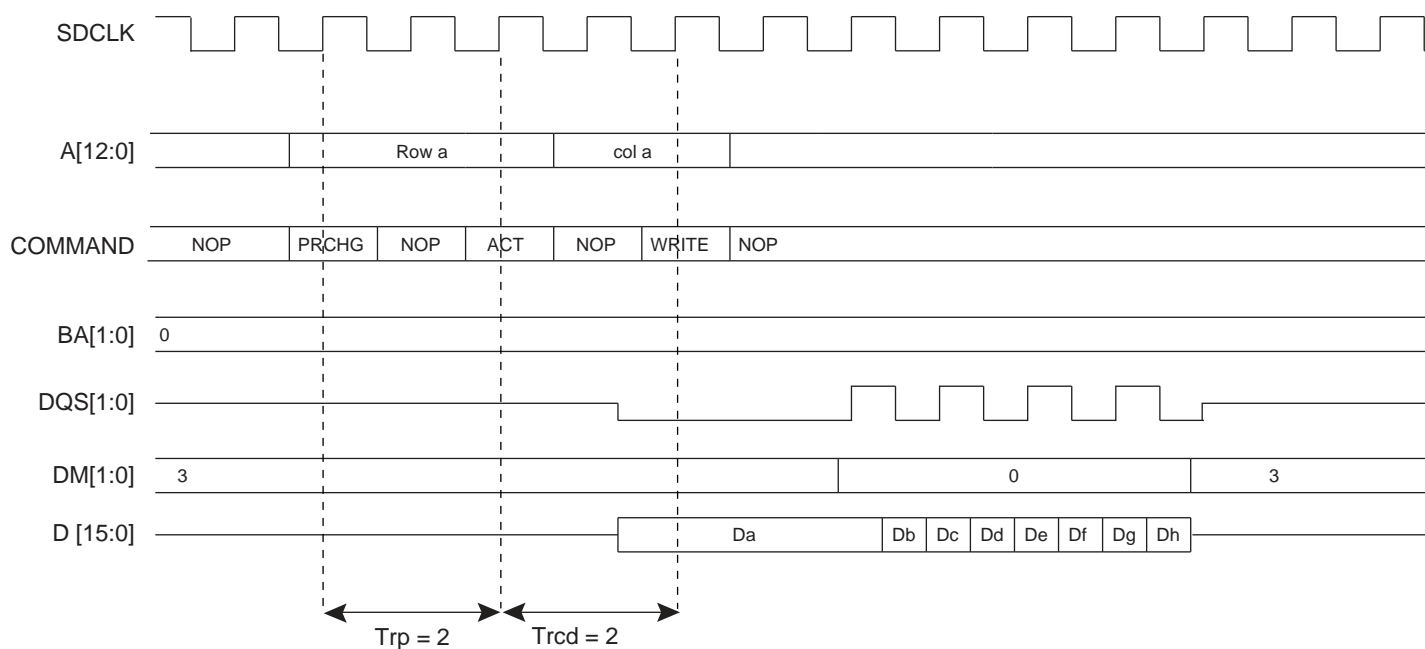 SDCLK
A[12:0] Row a col a
COMMAND NOP PRCHG NOP ACT NOP WRITE NOP
BA[1:0] 0
DQS[1:0]
DM[1:0] 3 0 3
D [15:0] Da Db Dc Dd De Df Dg Dh
Trp = 2 Trcd = 2